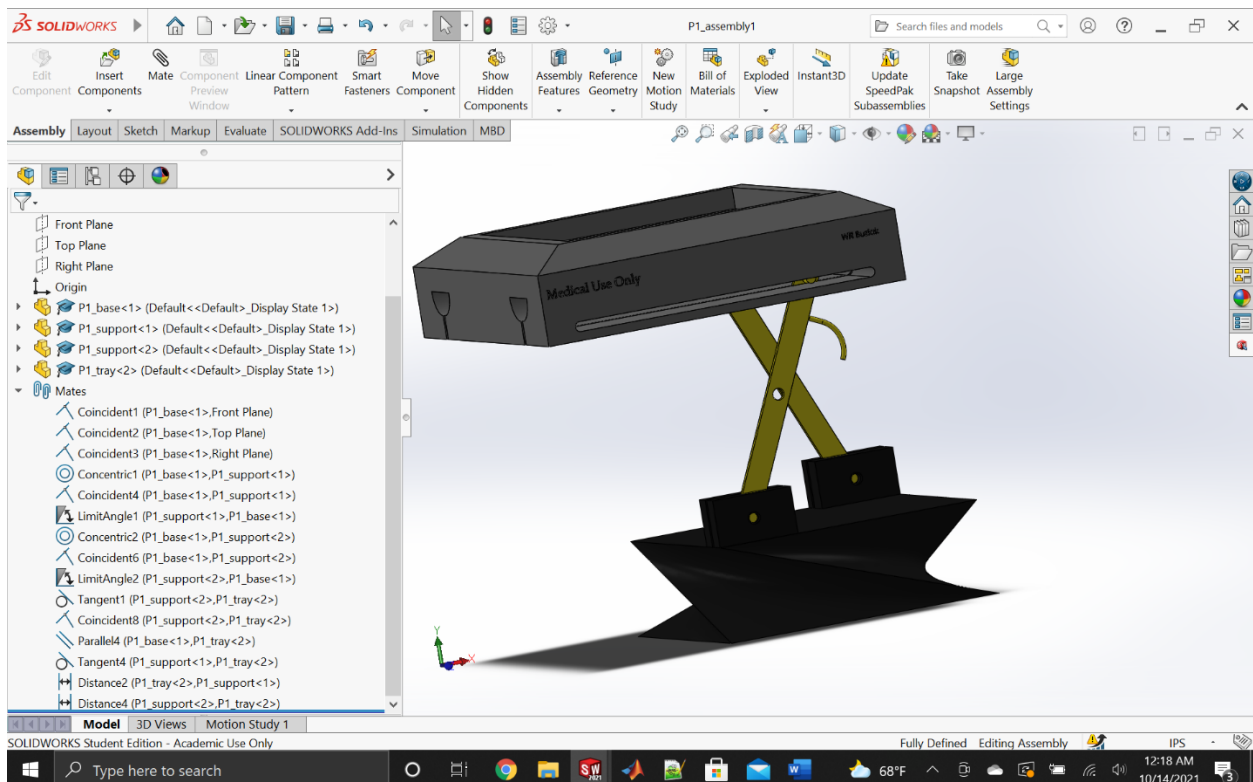 SOLIDWORKS
P1_assembly1
Search files and models
Edit Component
Insert Components
Mate
Component Preview Window
Linear Component Pattern
Smart Fasteners
Move Component
Show Hidden Components
Assembly Features
Reference Geometry
New Motion Study
Bill of Materials
Exploded View
Instant3D
Update SpeedPak Subassemblies
Take Snapshot
Large Assembly Settings
Assembly Layout Sketch Markup Evaluate SOLIDWORKS Add-Ins Simulation MBD
Front Plane
Top Plane
Right Plane
Origin
P1_base<1> (Default<<Default>_Display State 1>)
P1_support<1> (Default<<Default>_Display State 1>)
P1_support<2> (Default<<Default>_Display State 1>)
P1_tray<2> (Default<<Default>_Display State 1>)
Mates
Coincident1 (P1_base<1>,Front Plane)
Coincident2 (P1_base<1>,Top Plane)
Coincident3 (P1_base<1>,Right Plane)
Concentric1 (P1_base<1>,P1_support<1>)
Coincident4 (P1_base<1>,P1_support<1>)
LimitAngle1 (P1_support<1>,P1_base<1>)
Concentric2 (P1_base<1>,P1_support<2>)
Coincident6 (P1_base<1>,P1_support<2>)
LimitAngle2 (P1_support<2>,P1_base<1>)
Tangent1 (P1_support<2>,P1_tray<2>)
Coincident8 (P1_support<2>,P1_tray<2>)
Parallel4 (P1_base<1>,P1_tray<2>)
Tangent4 (P1_support<1>,P1_tray<2>)
Distance2 (P1_tray<2>,P1_support<1>)
Distance4 (P1_support<2>,P1_tray<2>)
Medical Use Only
Will
Y
X
Model 3D Views Motion Study 1
SOLIDWORKS Student Edition - Academic Use Only
Fully Defined Editing Assembly IPS -
Type here to search
SW
2021
W
68°F
12:18 AM
10/14/2021
3